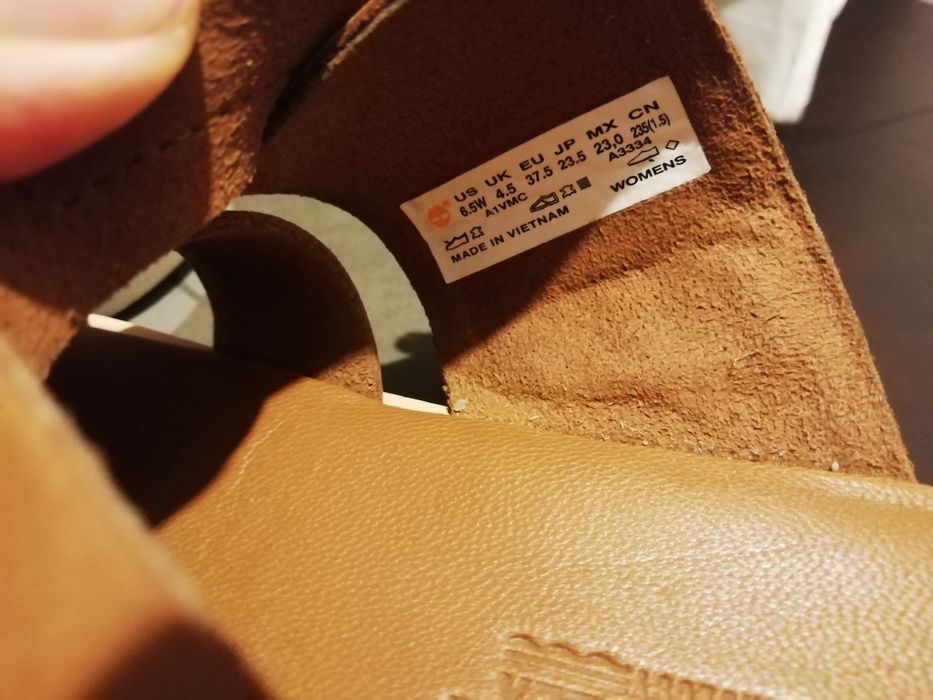 US UK EU JP MX CN
6.5W 4.5 37.5 23.5 23,0 235(1.5)
A1VMC A3334
MADE IN VIETNAM WOMENS